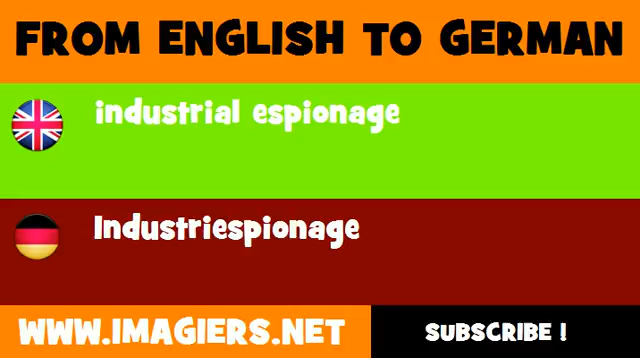 FROM ENGLISH TO GERMAN
industrial espionage
Industriespionage
WWW.IMAGIERS.NET
SUBSCRIBE !